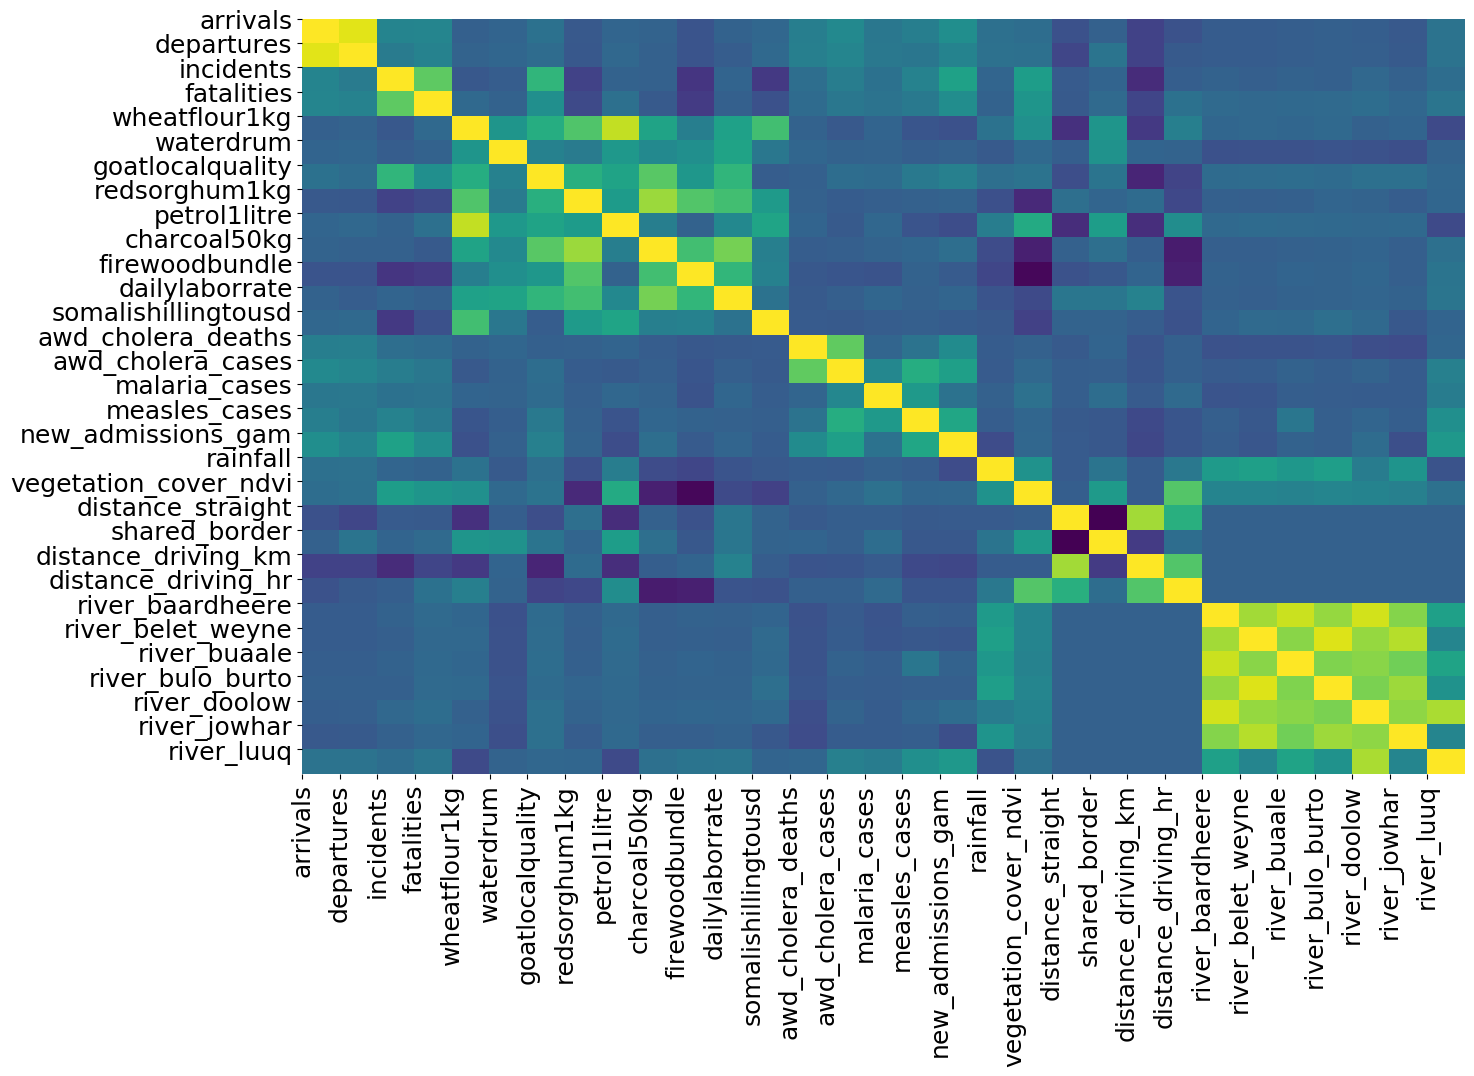 arrivals
departures
incidents
fatalities
wheatflour1kg
waterdrum
goatlocalquality
redsorghum1kg
petrol1litre
charcoal50kg
firewoodbundle
dailylaborrate
somalishillingtousd
awd_cholera_deaths
awd_cholera_cases
malaria_cases
measles_cases
new_admissions_gam
rainfall
vegetation_cover_ndvi
distance_straight
shared_border
distance_driving_km
distance_driving_hr
river_baardheere
river_belet_weyne
river_buaale
river_bulo_burto
river_doolow
river_jowhar
river_luuq
arrivals
departures
incidents
fatalities
wheatflour1kg
waterdrum
goatlocalquality
redsorghum1kg
petrol1litre
charcoal50kg
firewoodbundle
dailylaborrate
somalishillingtousd
awd_cholera_deaths
awd_cholera_cases
malaria_cases
measles_cases
new_admissions_gam
rainfall
vegetation_cover_ndvi
distance_straight
shared_border
distance_driving_km
distance_driving_hr
river_baardheere
river_belet_weyne
river_buaale
river_bulo_burto
river_doolow
river_jowhar
river_luuq